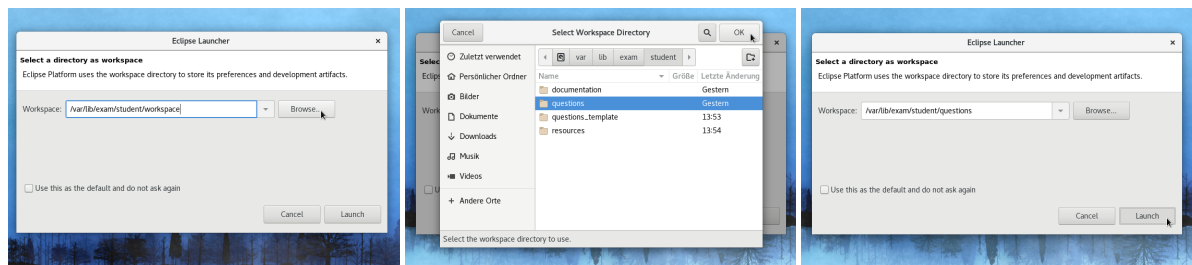 Eclipse Launcher
×
Select a directory as workspace
Eclipse Platform uses the workspace directory to store its preferences and development artifacts.
Workspace: /var/lib/exam/student/workspace Browse...
Use this as the default and do not ask again
Cancel Launch
Cancel Select Workspace Directory OK
Zuletzt verwendet
Persönlicher Ordner
Bilder
Dokumente
Downloads
Musik
Videos
+ Andere Orte
var lib exam student
Name Größe Letzte Änderung
documentation Gestern
questions Gestern
questions_template 13:53
resources 13:54
Select the workspace directory to use.
×
Selec
Eclips
Work
U
Eclipse Launcher
×
Select a directory as workspace
Eclipse Platform uses the workspace directory to store its preferences and development artifacts.
Workspace: /var/lib/exam/student/questions Browse...
Use this as the default and do not ask again
Cancel Launch